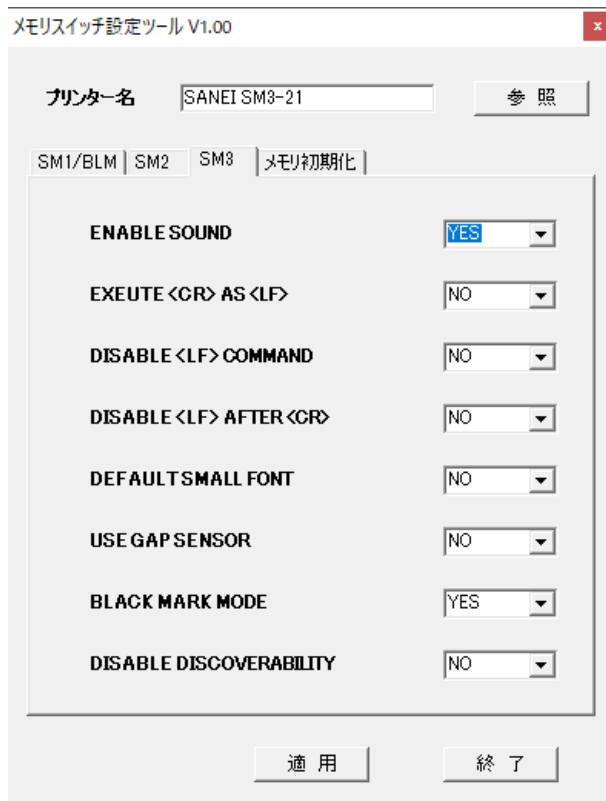 メモリスイッチ設定ツール V1.00
x
プリンター名 SANEI SM3-21 参 照
SM1/BLM SM2 SM3 メモリ初期化
ENABLE SOUND YES
EXEUTE <CR> AS <LF> NO
DISABLE <LF> COMMAND NO
DISABLE <LF> AFTER <CR> NO
DEFAULT SMALL FONT NO
USE GAP SENSOR NO
BLACK MARK MODE YES
DISABLE DISCOVERABILITY NO
適 用 終 了